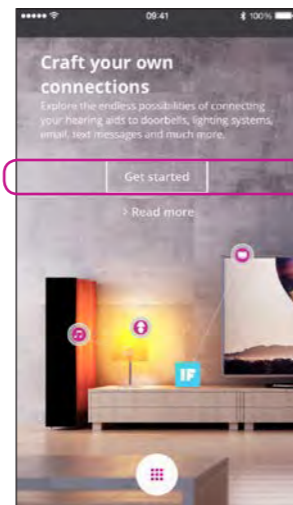 09:41 100%
Craft your own
connections
Explore the endless possibilities of connecting
your hearing aids to doorbells, lighting systems,
email, text messages and much more.
Get started
› Read more
IF